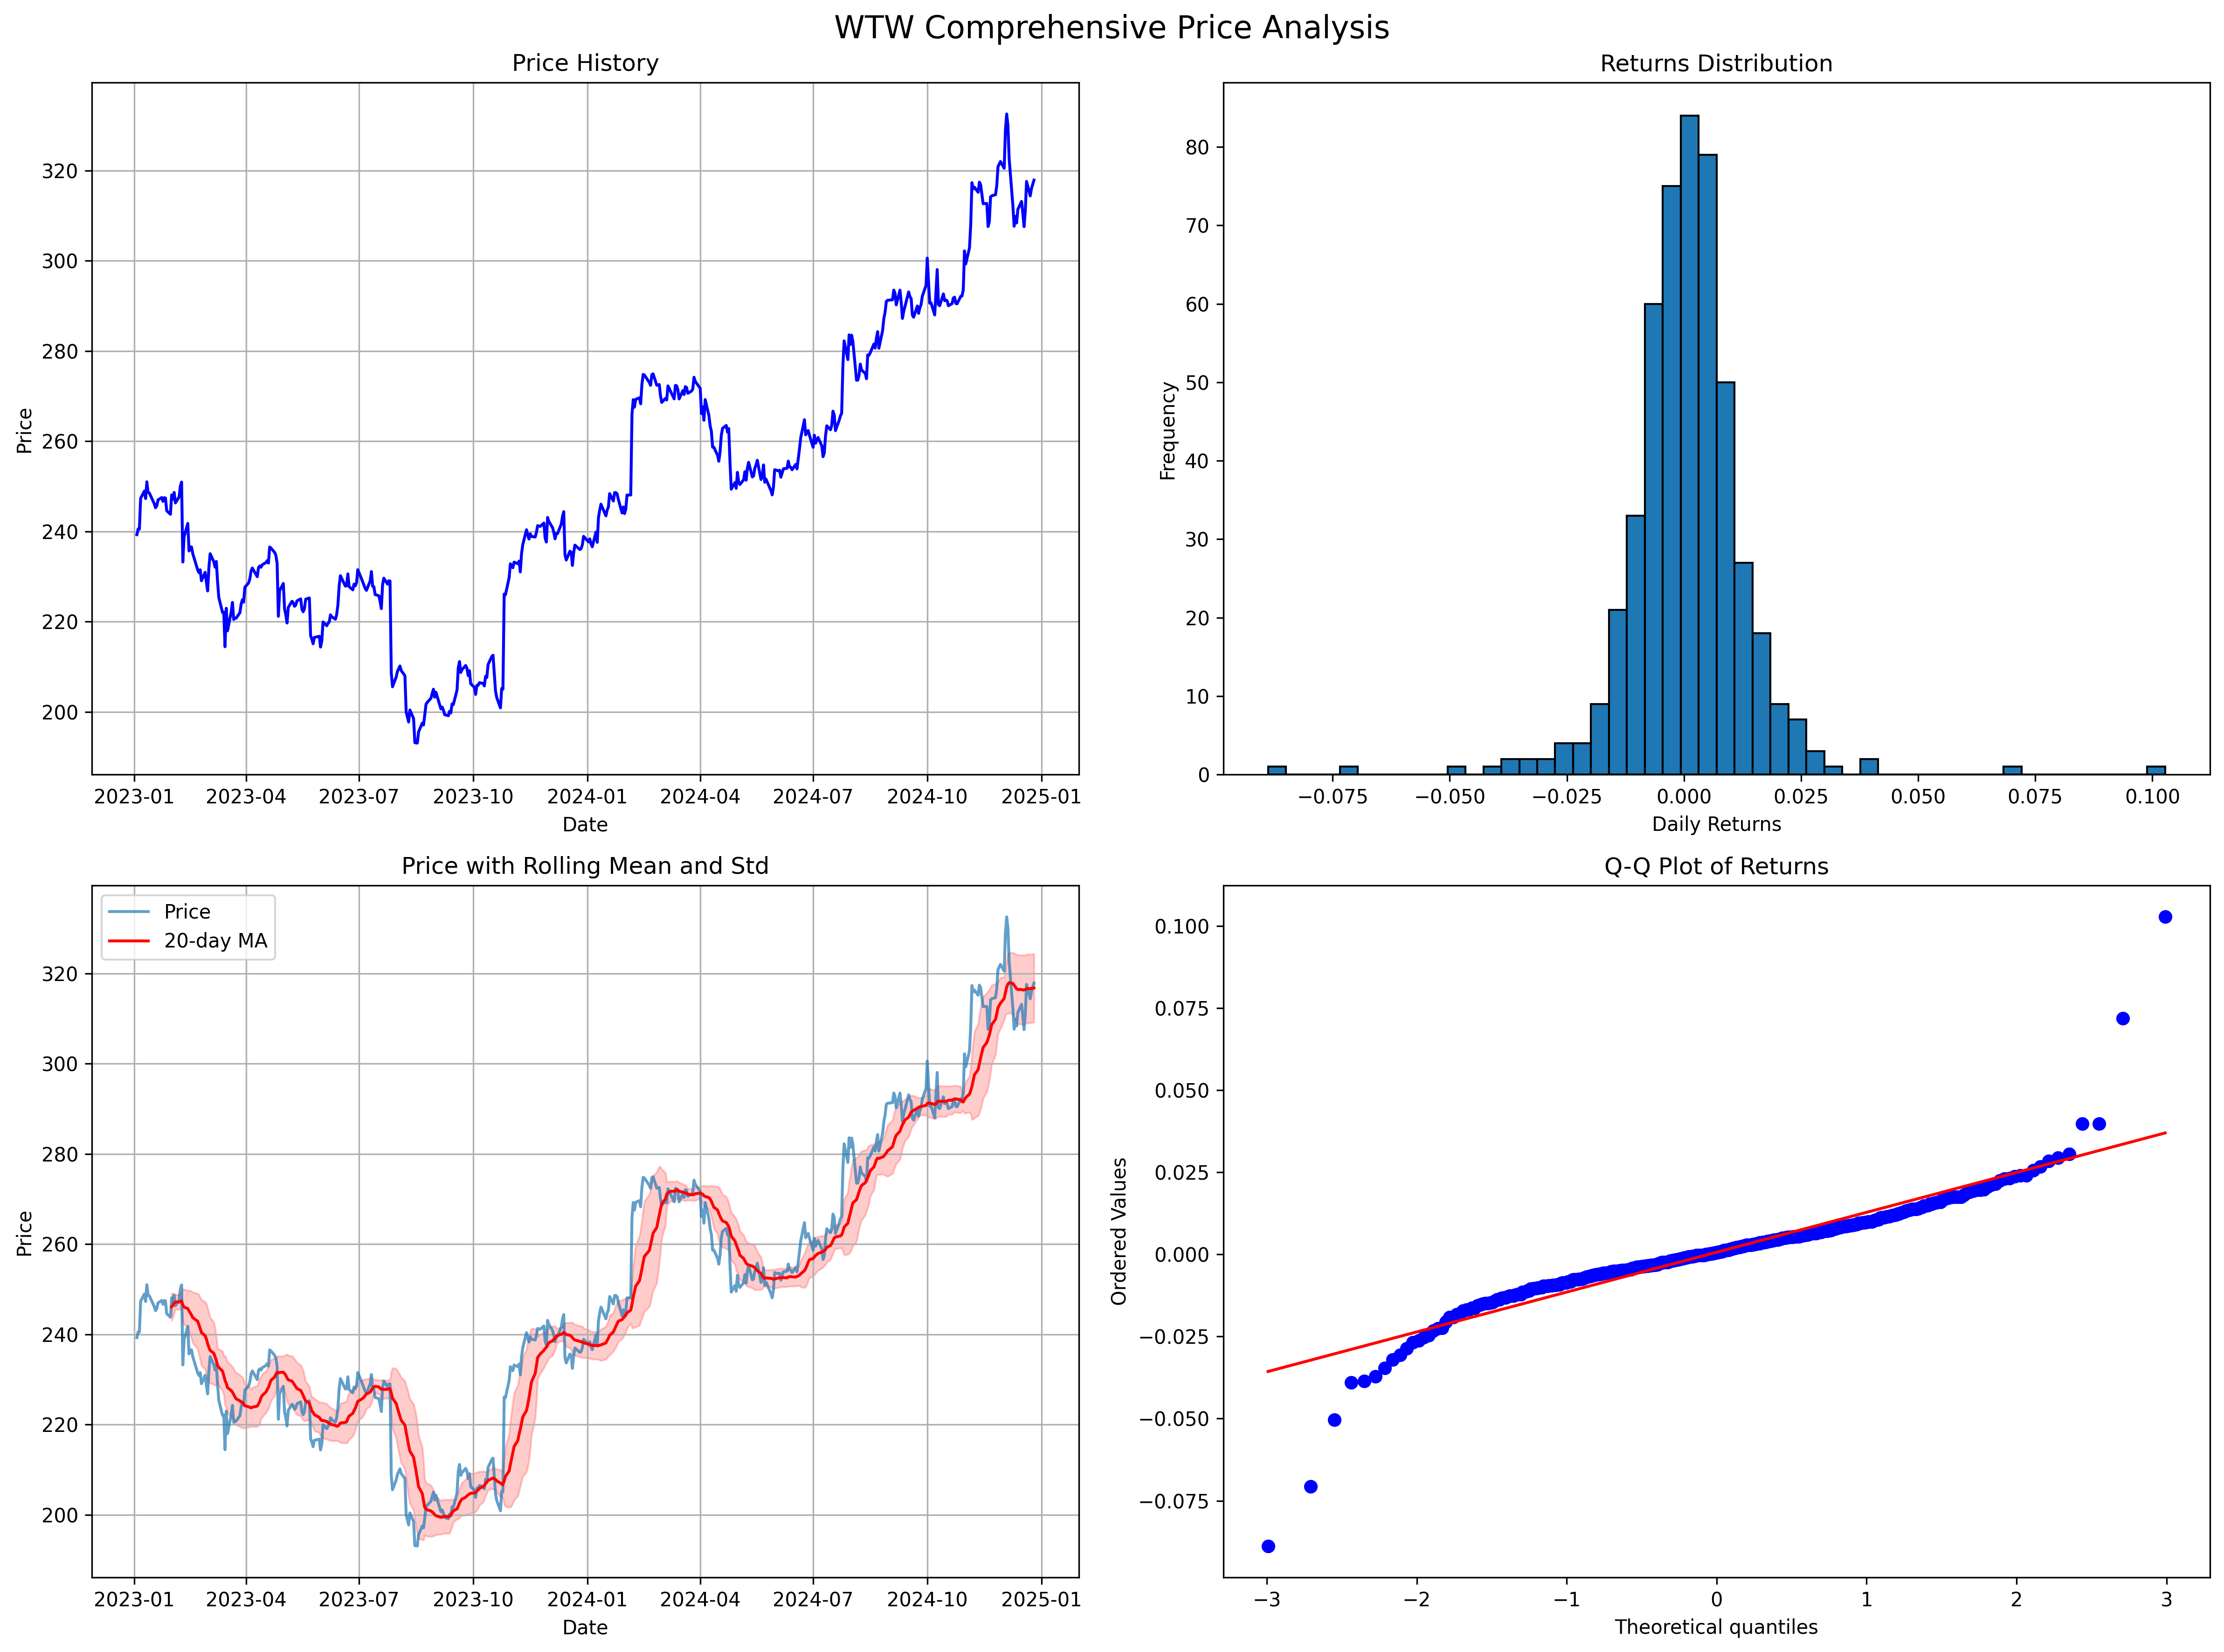 WTW Comprehensive Price Analysis
Price History
Price
320
300
280
260
240
220
200
2023-01 2023-04 2023-07 2023-10 2024-01 2024-04 2024-07 2024-10 2025-01
Date
Returns Distribution
Frequency
80
70
60
50
40
30
20
10
0
−0.075 −0.050 −0.025 0.000 0.025 0.050 0.075 0.100
Daily Returns
Price with Rolling Mean and Std
Price
20-day MA
Price
320
300
280
260
240
220
200
2023-01 2023-04 2023-07 2023-10 2024-01 2024-04 2024-07 2024-10 2025-01
Date
Q-Q Plot of Returns
Ordered Values
0.100
0.075
0.050
0.025
0.000
−0.025
−0.050
−0.075
−3 −2 −1 0 1 2 3
Theoretical quantiles